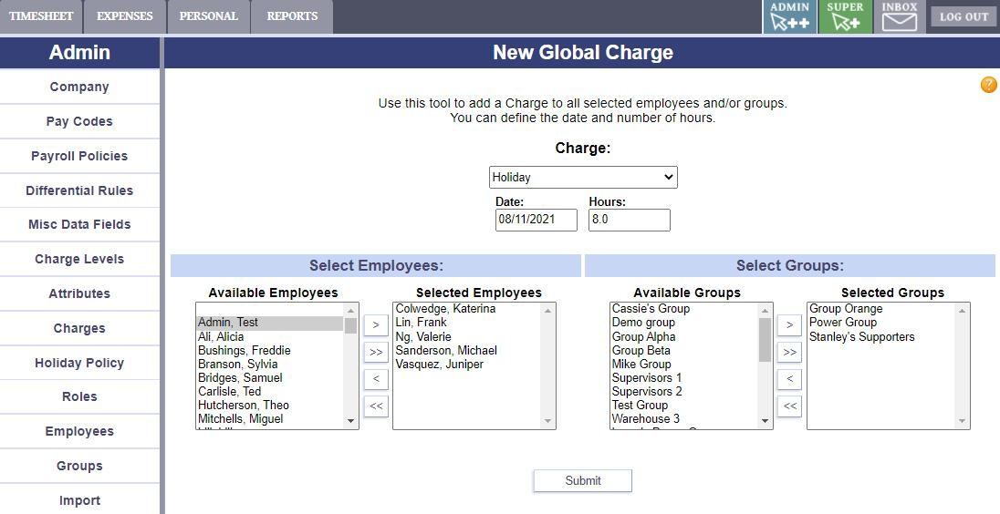 TIMESHEET
EXPENSES
PERSONAL
REPORTS
ADMIN
++
SUPER
+
INBOX
LOG OUT
Admin
Company
Pay Codes
Payroll Policies
Differential Rules
Misc Data Fields
Charge Levels
Attributes
Charges
Holiday Policy
Roles
Employees
Groups
Import
New Global Charge
?
Use this tool to add a Charge to all selected employees and/or groups.
You can define the date and number of hours.
Charge:
Holiday
Date:
Hours:
08/11/2021
8.0
Select Employees:
Available Employees
Admin, Test
Ali, Alicia
Bushings, Freddie
Branson, Sylvia
Bridges, Samuel
Carlisle, Ted
Hutcherson, Theo
Mitchells, Miguel
>
>>
<
<<
Selected Employees
Colwedge, Katerina
Lin, Frank
Ng, Valerie
Sanderson, Michael
Vasquez, Juniper
Select Groups:
Available Groups
Cassie's Group
Demo group
Group Alpha
Group Beta
Mike Group
Supervisors 1
Supervisors 2
Test Group
Warehouse 3
>
>>
<
<<
Selected Groups
Group Orange
Power Group
Stanley's Supporters
Submit